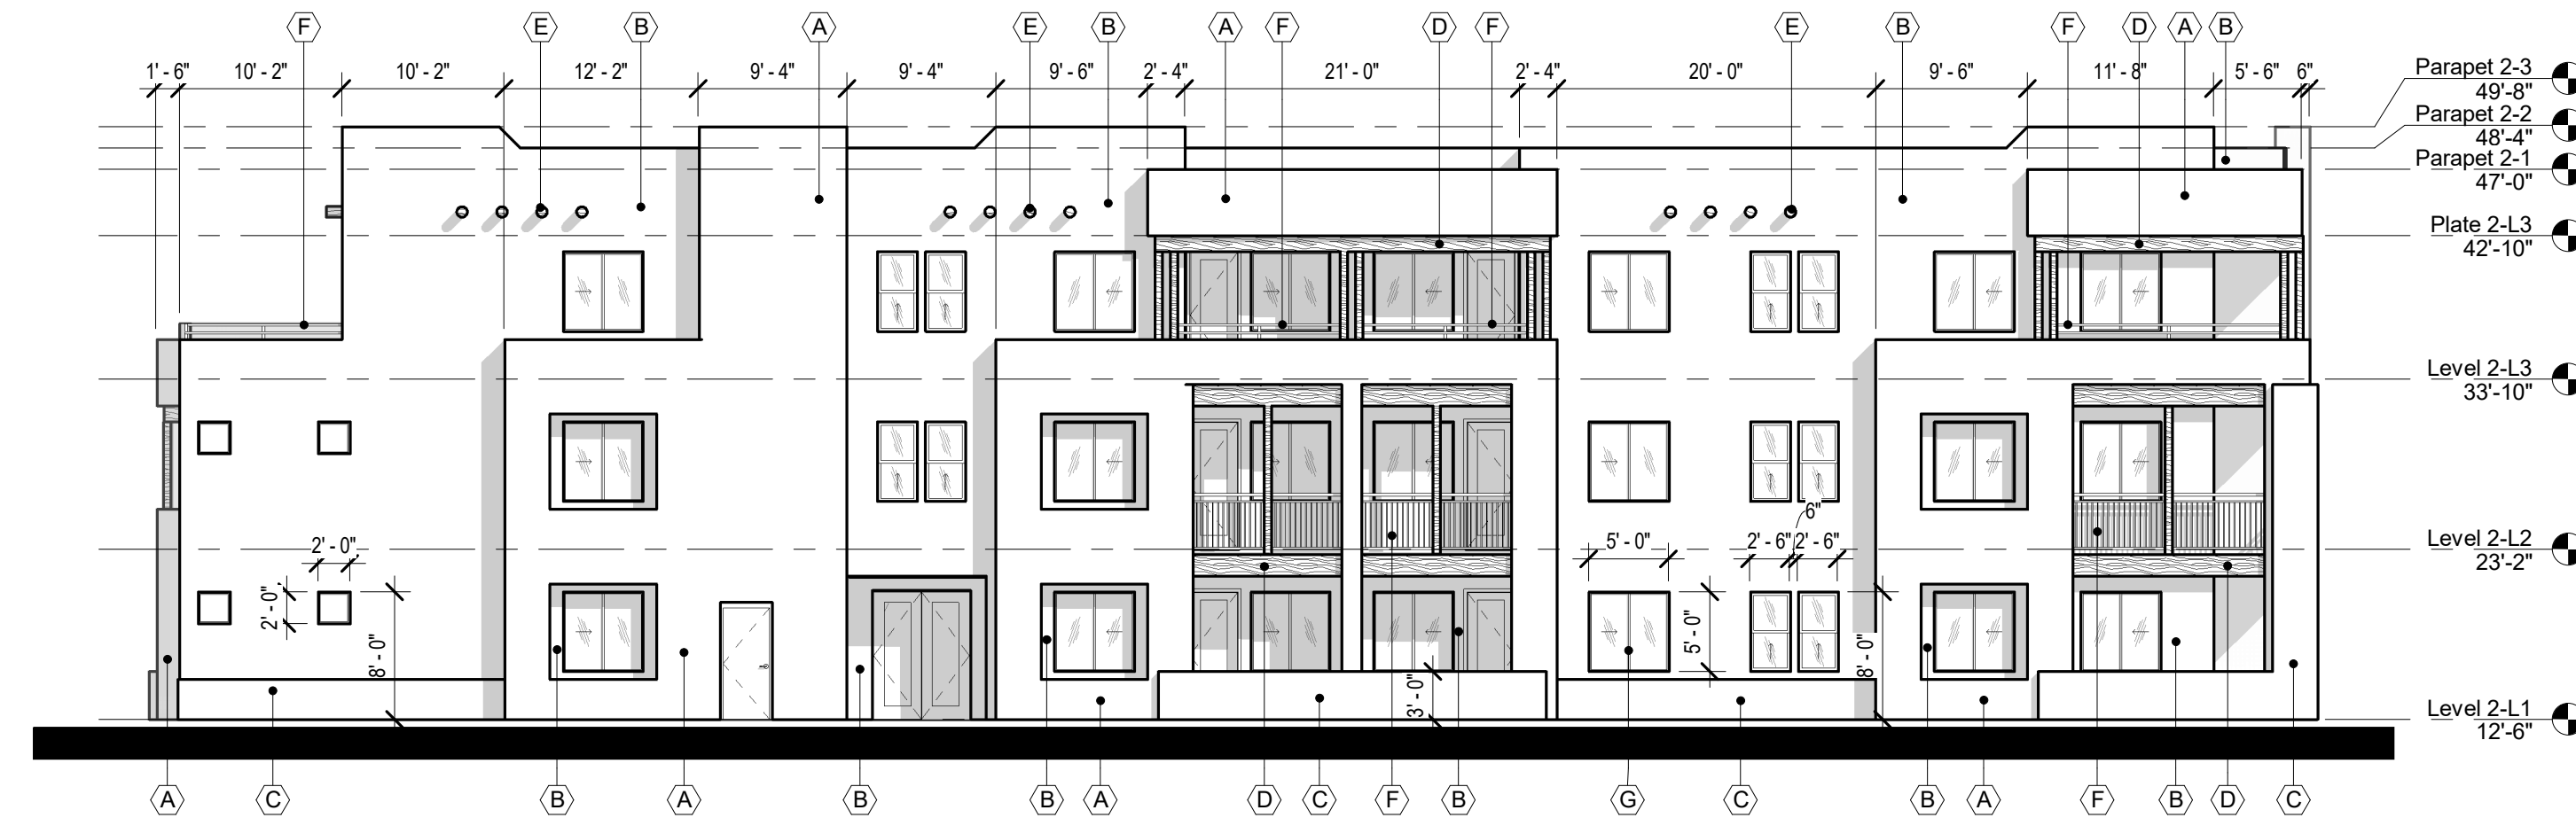 F E B A E B A F D F E B F D A B
1' - 6" 10' - 2" 10' - 2" 12' - 2" 9' - 4" 9' - 4" 9' - 6" 2' - 4" 21' - 0" 2' - 4" 20' - 0" 9' - 6" 11' - 8" 5' - 6" 6"
Parapet 2-3
49'-8"
Parapet 2-2
48'-4"
Parapet 2-1
47'-0"
Plate 2-L3
42'-10"
Level 2-L3
33'-10"
6"
2' - 0" 5' - 0" 2' - 6" 2' - 6"
Level 2-L2
23'-2"
2' - 0"
8' - 0"
3' - 0"
5' - 0"
8' - 0"
Level 2-L1
12'-6"
A C B A B B A D C F B G C B A F B D C